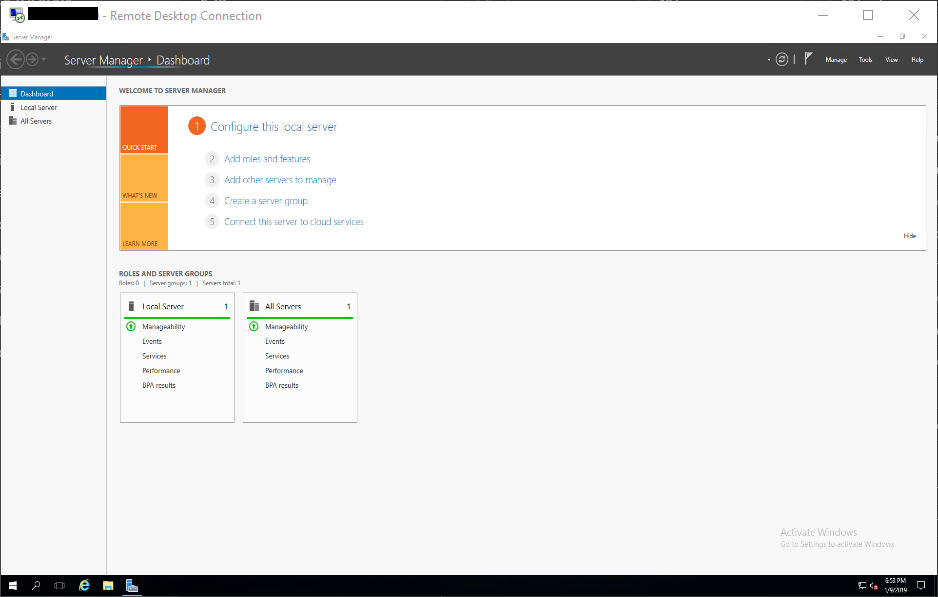 - Remote Desktop Connection
Server Manager
Server Manager ‣ Dashboard
Manage Tools View Help
Dashboard
Local Server
All Servers
WELCOME TO SERVER MANAGER
QUICK START
WHAT'S NEW
LEARN MORE
1 Configure this local server
2 Add roles and features
3 Add other servers to manage
4 Create a server group
5 Connect this server to cloud services
Hide
ROLES AND SERVER GROUPS
Roles: 0 | Server groups: 1 | Servers total: 1
Local Server 1
Manageability
Events
Services
Performance
BPA results
All Servers 1
Manageability
Events
Services
Performance
BPA results
Activate Windows
Go to Settings to activate Windows.
6:53 PM
1/9/2019